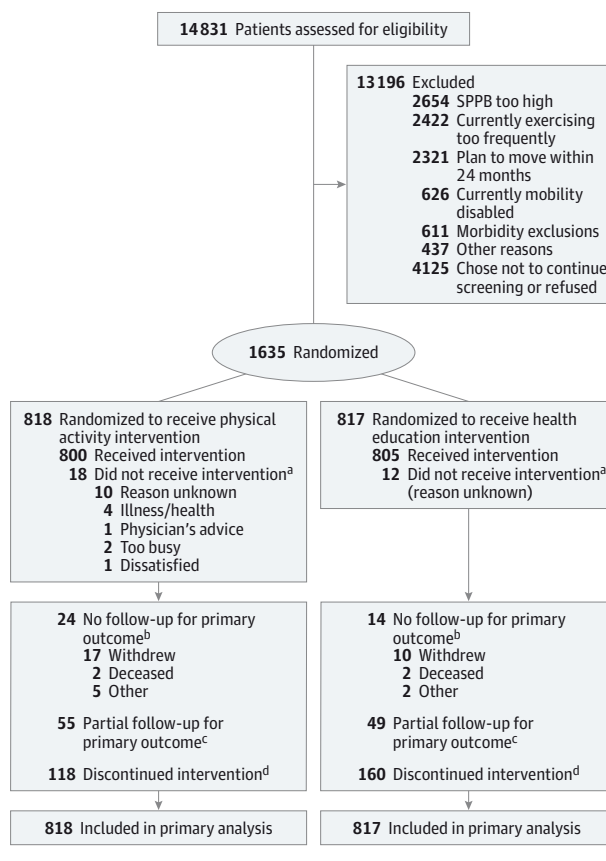 14831 Patients assessed for eligibility
13196 Excluded
2654 SPPB too high
2422 Currently exercising
too frequently
2321 Plan to move within
24 months
626 Currently mobility
disabled
611 Morbidity exclusions
437 Other reasons
4125 Chose not to continue
screening or refused
1635 Randomized
818 Randomized to receive physical
activity intervention
800 Received intervention
18 Did not receive interventionᵃ
10 Reason unknown
4 Illness/health
1 Physician's advice
2 Too busy
1 Dissatisfied
817 Randomized to receive health
education intervention
805 Received intervention
12 Did not receive interventionᵃ
(reason unknown)
24 No follow-up for primary
outcomeᵇ
17 Withdrew
2 Deceased
5 Other
55 Partial follow-up for
primary outcomeᶜ
118 Discontinued interventionᵈ
14 No follow-up for primary
outcomeᵇ
10 Withdrew
2 Deceased
2 Other
49 Partial follow-up for
primary outcomeᶜ
160 Discontinued interventionᵈ
818 Included in primary analysis
817 Included in primary analysis